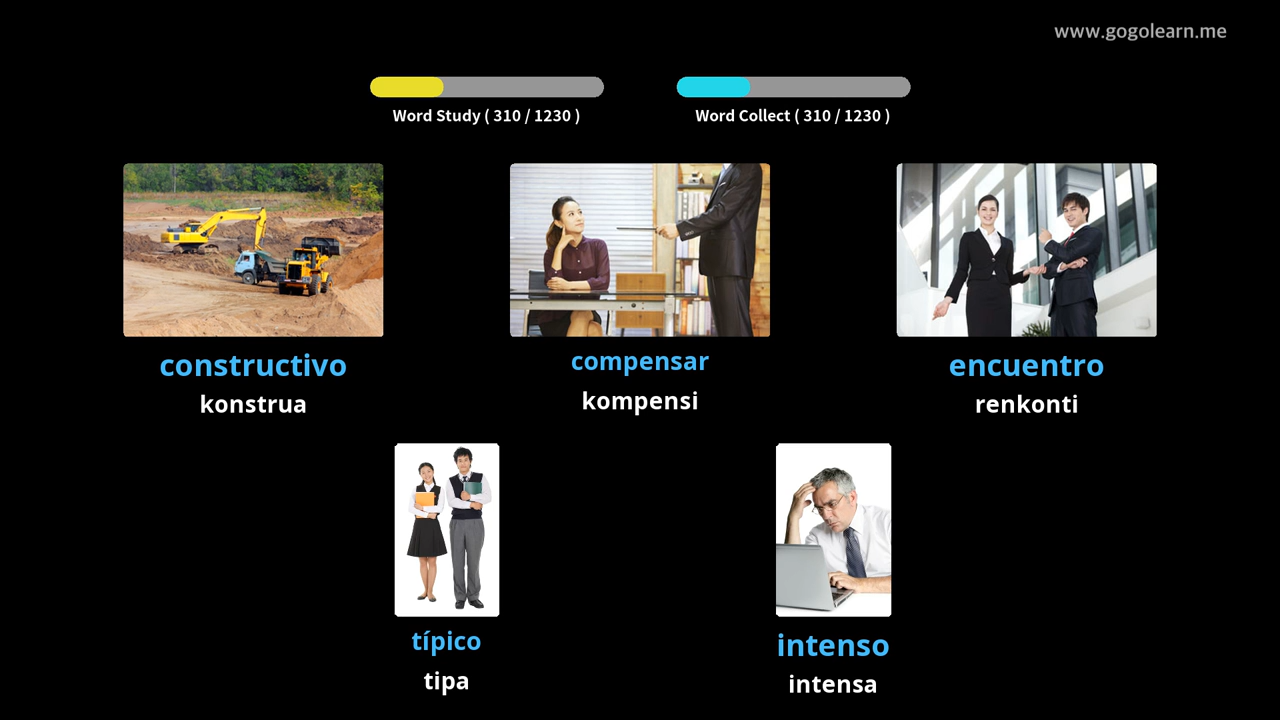 www.gogolearn.me
Word Study ( 310 / 1230 )
Word Collect ( 310 / 1230 )
constructivo
konstrua
compensar
kompensi
encuentro
renkonti
típico
tipa
intenso
intensa